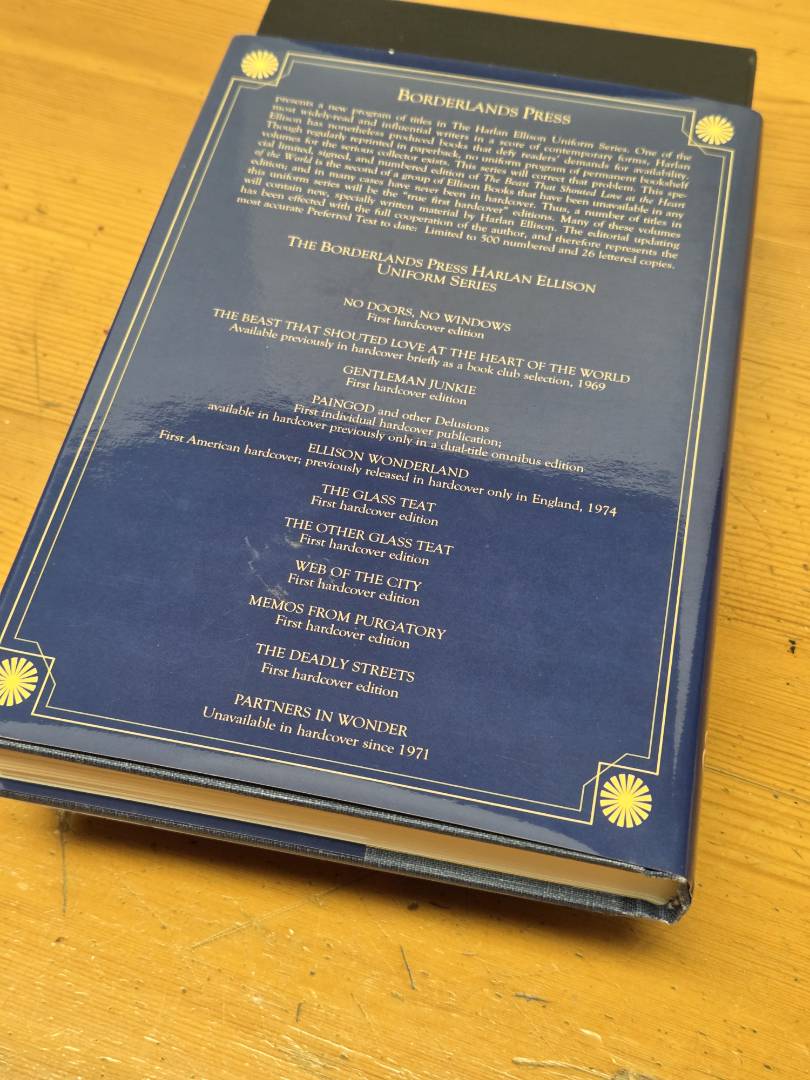 BORDERLANDS PRESS
presents a new program of titles in The Harlan Ellison Uniform Series. One of the
most widely-read and influential writers in a score of contemporary forms, Harlan
Ellison has nonetheless produced books that defy readers' demands for availability.
Though regularly reprinted in paperback, no uniform program of permanent bookshelf
volumes for the serious collector exists. This series will correct that problem. This spe-
cial limited, signed, and numbered edition of The Beast That Shouted Love at the Heart
of the World is the second of a group of Ellison Books that have been unavailable in any
edition; and in many cases have never been in hardcover. Thus, a number of titles in
this uniform series will be the "true first hardcover" editions. Many of these volumes
will contain new, specially written material by Harlan Ellison. The editorial updating
has been effected with the full cooperation of the author, and therefore represents the
most accurate Preferred Text to date: Limited to 500 numbered and 26 lettered copies.
THE BORDERLANDS PRESS HARLAN ELLISON
UNIFORM SERIES
NO DOORS, NO WINDOWS
First hardcover edition
THE BEAST THAT SHOUTED LOVE AT THE HEART OF THE WORLD
Available previously in hardcover briefly as a book club selection, 1969
GENTLEMAN JUNKIE
First hardcover edition
PAINGOD and other Delusions
First individual hardcover publication;
available in hardcover previously only in a dual-title omnibus edition
ELLISON WONDERLAND
First American hardcover; previously released in hardcover only in England, 1974
THE GLASS TEAT
First hardcover edition
THE OTHER GLASS TEAT
First hardcover edition
WEB OF THE CITY
First hardcover edition
MEMOS FROM PURGATORY
First hardcover edition
THE DEADLY STREETS
First hardcover edition
PARTNERS IN WONDER
Unavailable in hardcover since 1971